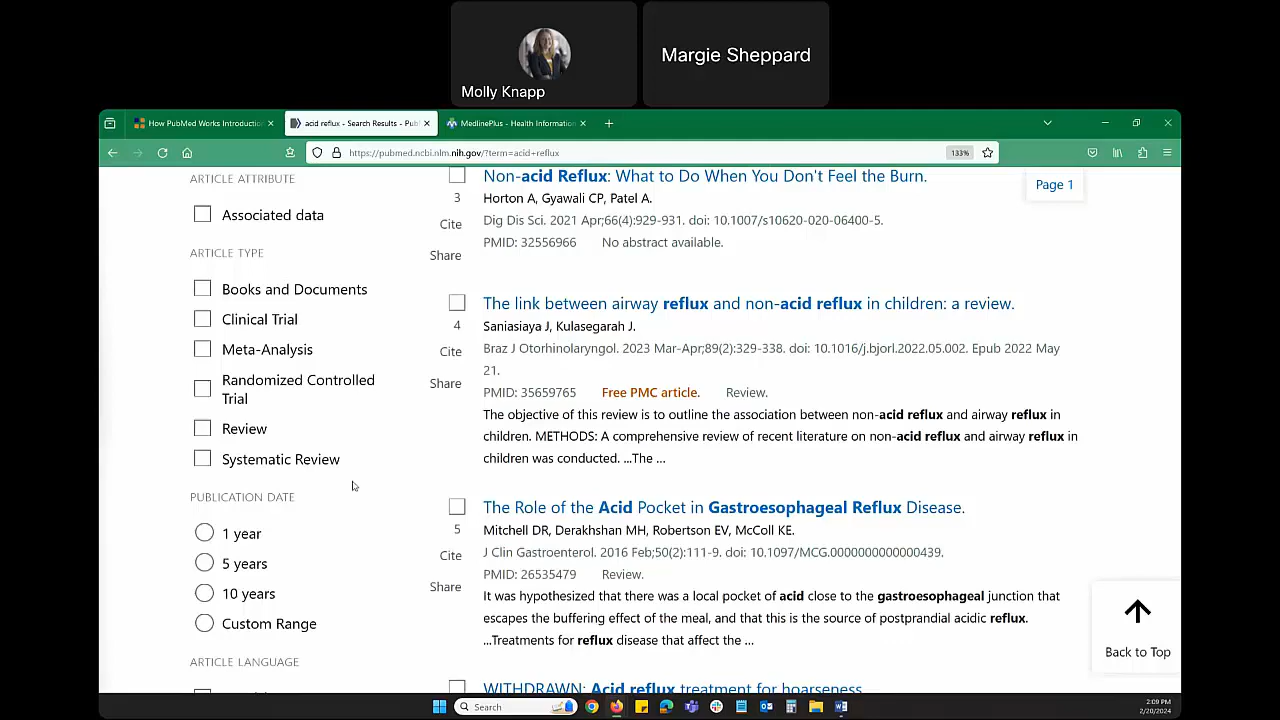 Molly Knapp
Margie Sheppard
How PubMed Works Introduction
acid reflux - Search Results - Pub
MedlinePlus - Health Information
https://pubmed.ncbi.nlm.nih.gov/?term=acid+reflux
133%
ARTICLE ATTRIBUTE
Associated data
ARTICLE TYPE
Books and Documents
Clinical Trial
Meta-Analysis
Randomized Controlled
Trial
Review
Systematic Review
PUBLICATION DATE
1 year
5 years
10 years
Custom Range
ARTICLE LANGUAGE
Non-acid Reflux: What to Do When You Don't Feel the Burn.
3
Horton A, Gyawali CP, Patel A.
Cite
Dig Dis Sci. 2021 Apr;66(4):929-931. doi: 10.1007/s10620-020-06400-5.
PMID: 32556966 No abstract available.
Share
Page 1
The link between airway reflux and non-acid reflux in children: a review.
4
Saniasiaya J, Kulasegarah J.
Cite
Braz J Otorhinolaryngol. 2023 Mar-Apr;89(2):329-338. doi: 10.1016/j.bjorl.2022.05.002. Epub 2022 May
21.
Share
PMID: 35659765 Free PMC article. Review.
The objective of this review is to outline the association between non-acid reflux and airway reflux in
children. METHODS: A comprehensive review of recent literature on non-acid reflux and airway reflux in
children was conducted. ...The ...
The Role of the Acid Pocket in Gastroesophageal Reflux Disease.
5
Mitchell DR, Derakhshan MH, Robertson EV, McColl KE.
Cite
J Clin Gastroenterol. 2016 Feb;50(2):111-9. doi: 10.1097/MCG.0000000000000439.
PMID: 26535479 Review.
Share
It was hypothesized that there was a local pocket of acid close to the gastroesophageal junction that
escapes the buffering effect of the meal, and that this is the source of postprandial acidic reflux.
...Treatments for reflux disease that affect the ...
WITHDRAWN: Acid reflux treatment for hoarseness
Back to Top
Search
2:09 PM
2/20/2024